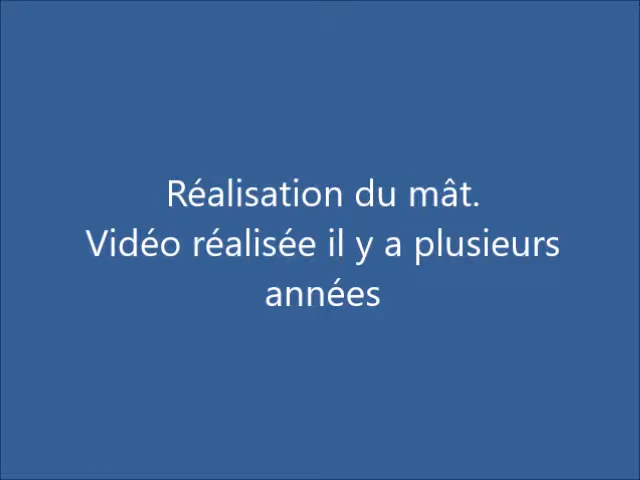 Réalisation du mât.
Vidéo réalisée il y a plusieurs
années